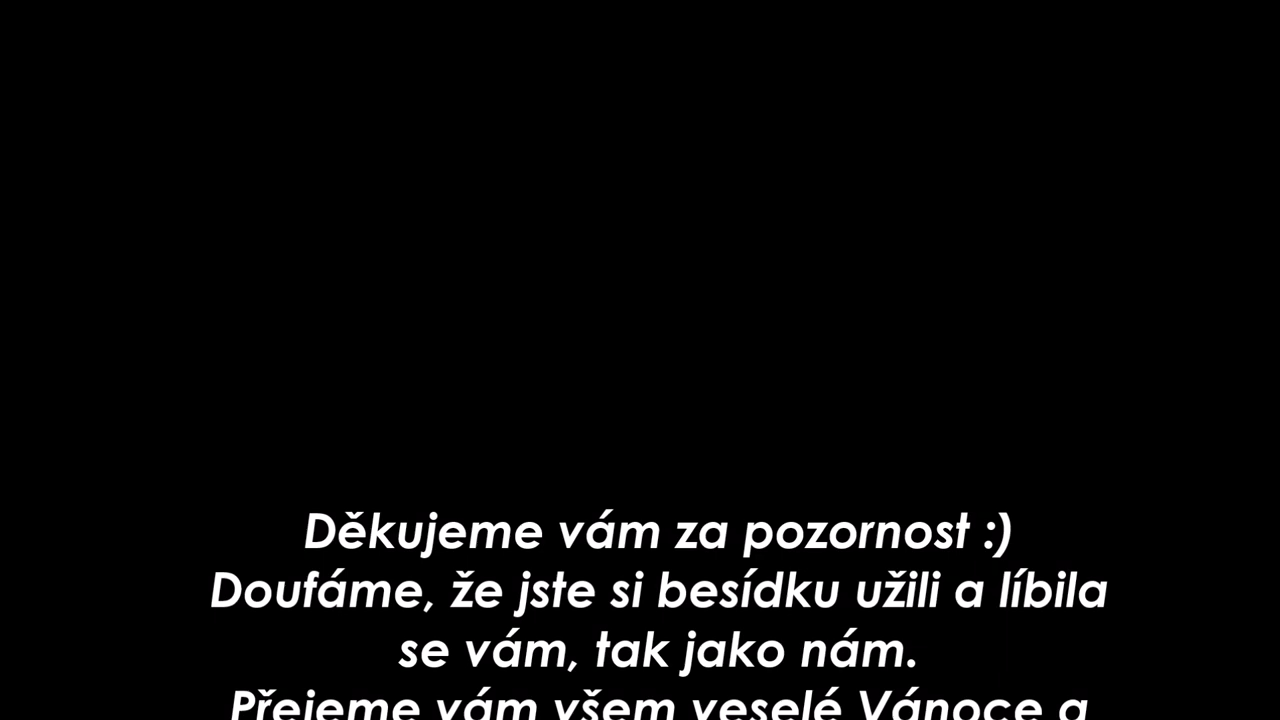 Děkujeme vám za pozornost :)
Doufáme, že jste si besídku užili a líbila
se vám, tak jako nám.
Přejeme vám všem veselé Vánoce a